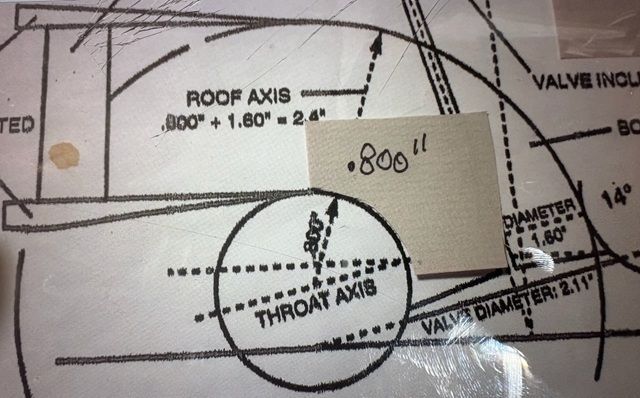 VALVE INCL
ROOF AXIS
.800" + 1.60" = 2.4"
TED
BO
.800"
14°
DIAMETER
1.60"
.800"
THROAT AXIS
VALVE DIAMETER: 2.11"